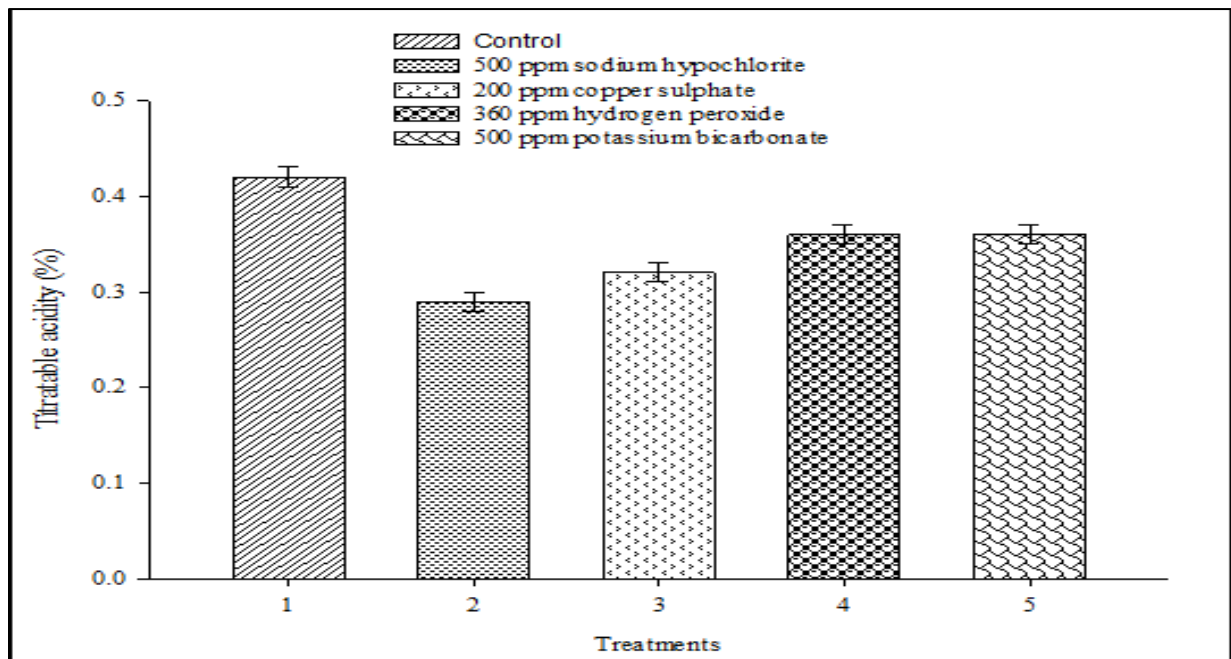 Control
500 ppm sodium hypochlorite
200 ppm copper sulphate
360 ppm hydrogen peroxide
500 ppm potassium bicarbonate
0.5
0.4
0.3
0.2
0.1
0.0
Titratable acidity (%)
1 2 3 4 5
Treatments